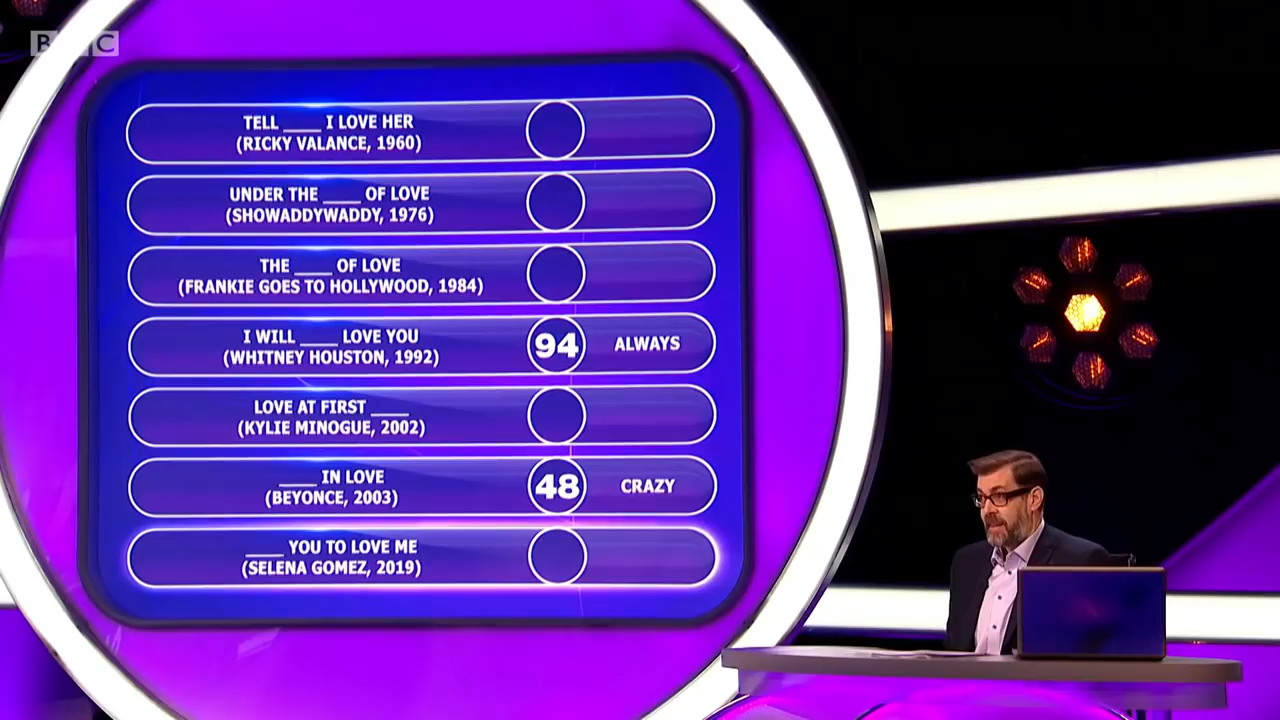 BBC
TELL ____ I LOVE HER
(RICKY VALANCE, 1960)
UNDER THE ____ OF LOVE
(SHOWADDYWADDY, 1976)
THE ____ OF LOVE
(FRANKIE GOES TO HOLLYWOOD, 1984)
I WILL ____ LOVE YOU
(WHITNEY HOUSTON, 1992)
94 ALWAYS
LOVE AT FIRST ____
(KYLIE MINOGUE, 2002)
____ IN LOVE
(BEYONCE, 2003)
48 CRAZY
____ YOU TO LOVE ME
(SELENA GOMEZ, 2019)